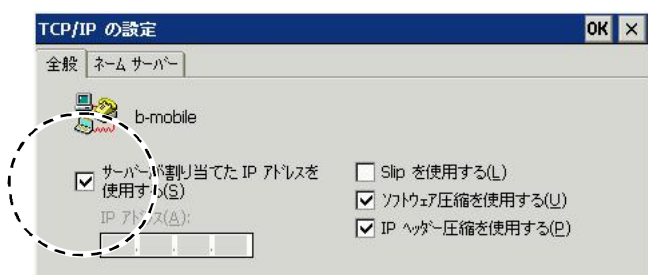 TCP/IP の設定
OK ×
全般 ネーム サーバー
b-mobile
サーバーが割り当てた IP アドレスを
使用する(S)
IP アドレス(A):
Slip を使用する(L)
ソフトウェア圧縮を使用する(U)
IP ヘッダー圧縮を使用する(P)